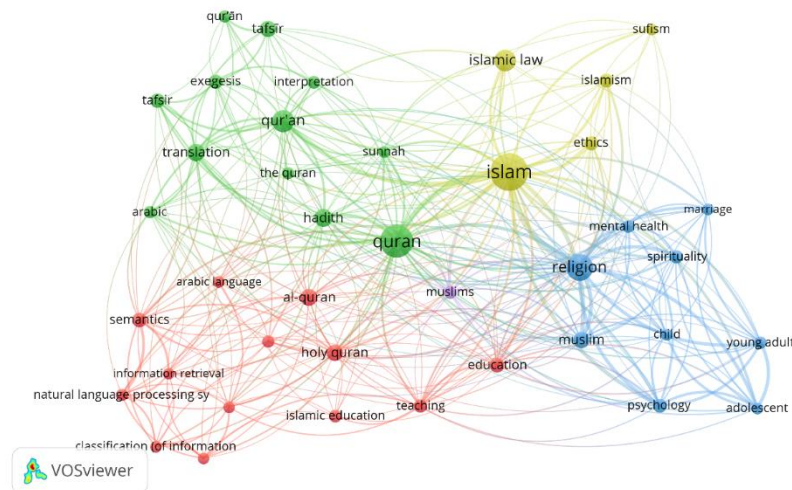 qur'ān
tafsīr
sufism
islamic law
islamism
exegesis
interpretation
tafsir
qur'an
ethics
translation
sunnah
islam
the quran
arabic
hadith
marriage
mental health
quran
spirituality
religion
arabic language
al-quran
muslims
semantics
child
muslim
young adult
holy quran
information retrieval
education
natural language processing sy
teaching
psychology
adolescent
islamic education
classification of information
VOSviewer